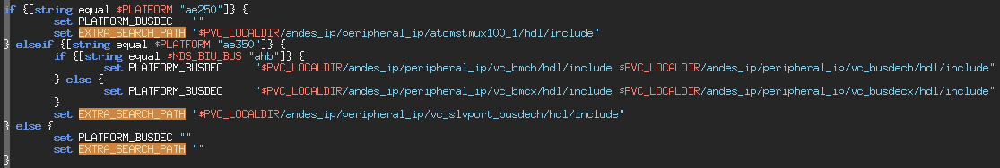 if {[string equal $PLATFORM "ae250"]} {
set PLATFORM_BUSDEC ""
set EXTRA_SEARCH_PATH "$PVC_LOCALDIR/andes_ip/peripheral_ip/atcmstmux100_1/hdl/include"
} elseif {[string equal $PLATFORM "ae350"]} {
if {[string equal $NDS_BIU_BUS "ahb"]} {
set PLATFORM_BUSDEC "$PVC_LOCALDIR/andes_ip/peripheral_ip/vc_bmch/hdl/include $PVC_LOCALDIR/andes_ip/peripheral_ip/vc_busdech/hdl/include"
} else {
set PLATFORM_BUSDEC "$PVC_LOCALDIR/andes_ip/peripheral_ip/vc_bmcx/hdl/include $PVC_LOCALDIR/andes_ip/peripheral_ip/vc_busdecx/hdl/include"
}
set EXTRA_SEARCH_PATH "$PVC_LOCALDIR/andes_ip/peripheral_ip/vc_slvport_busdech/hdl/include"
} else {
set PLATFORM_BUSDEC ""
set EXTRA_SEARCH_PATH ""
}